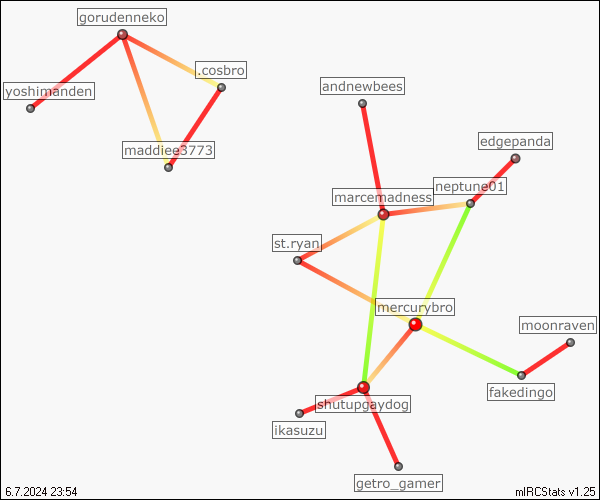 gorudenneko
.cosbro
yoshimanden
andnewbees
edgepanda
maddiee3773
neptune01
marcemadness
st.ryan
mercurybro
moonraven
fakedingo
shutupgaydog
ikasuzu
getro_gamer
6.7.2024 23:54
mIRCStats v1.25